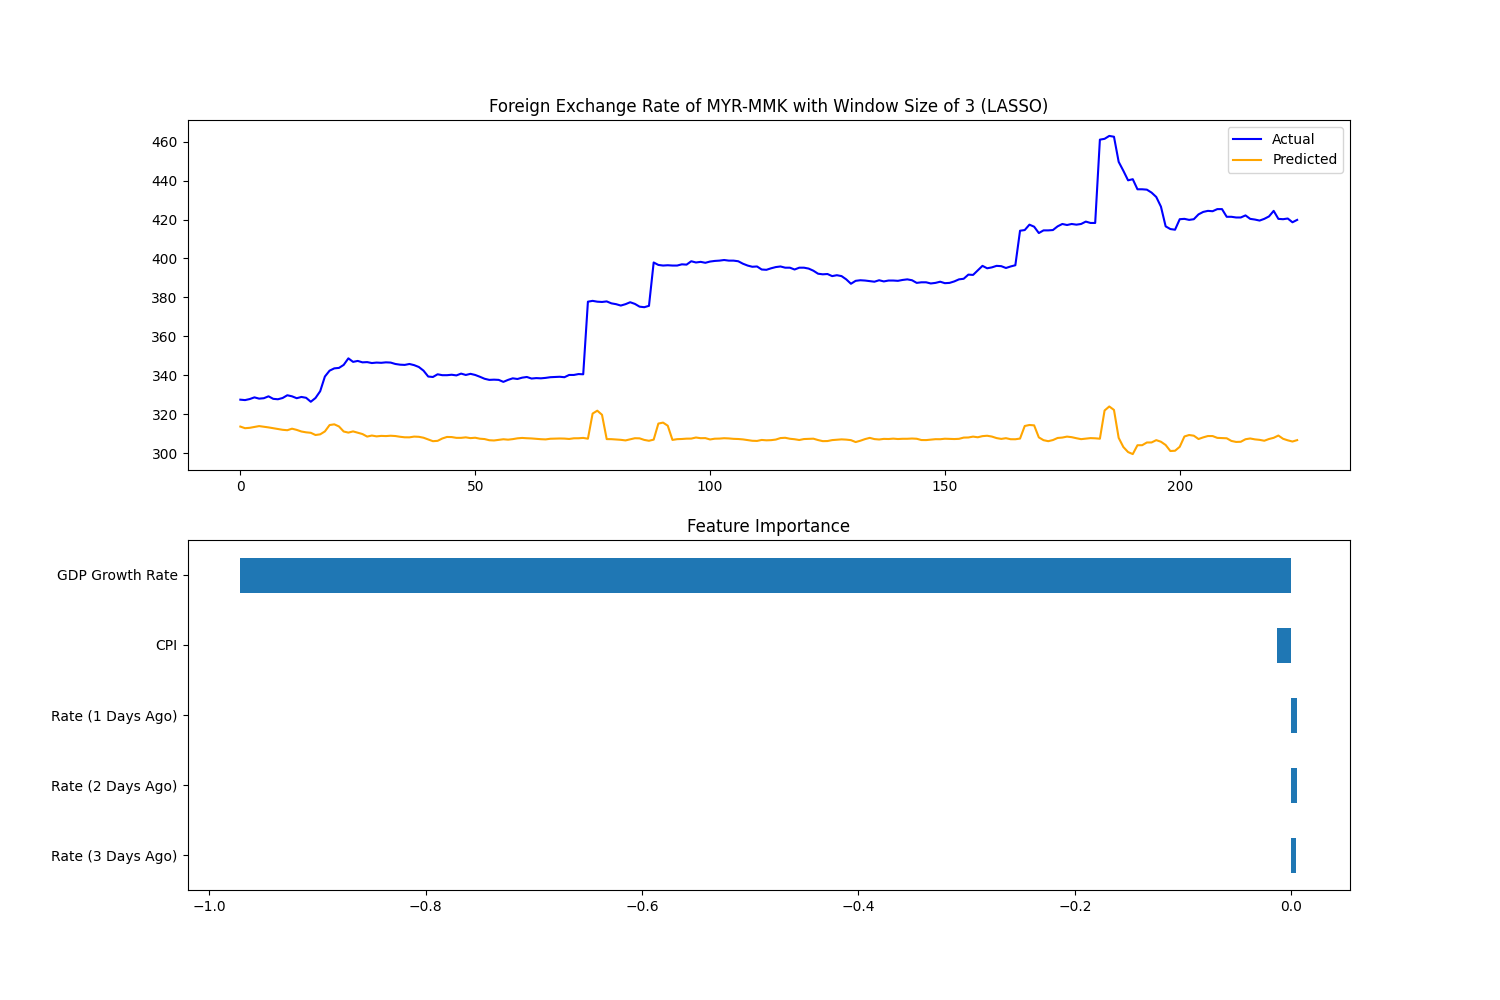 Foreign Exchange Rate of MYR-MMK with Window Size of 3 (LASSO)
Actual
Predicted
460
440
420
400
380
360
340
320
300
0 50 100 150 200
Feature Importance
GDP Growth Rate
CPI
Rate (1 Days Ago)
Rate (2 Days Ago)
Rate (3 Days Ago)
−1.0 −0.8 −0.6 −0.4 −0.2 0.0